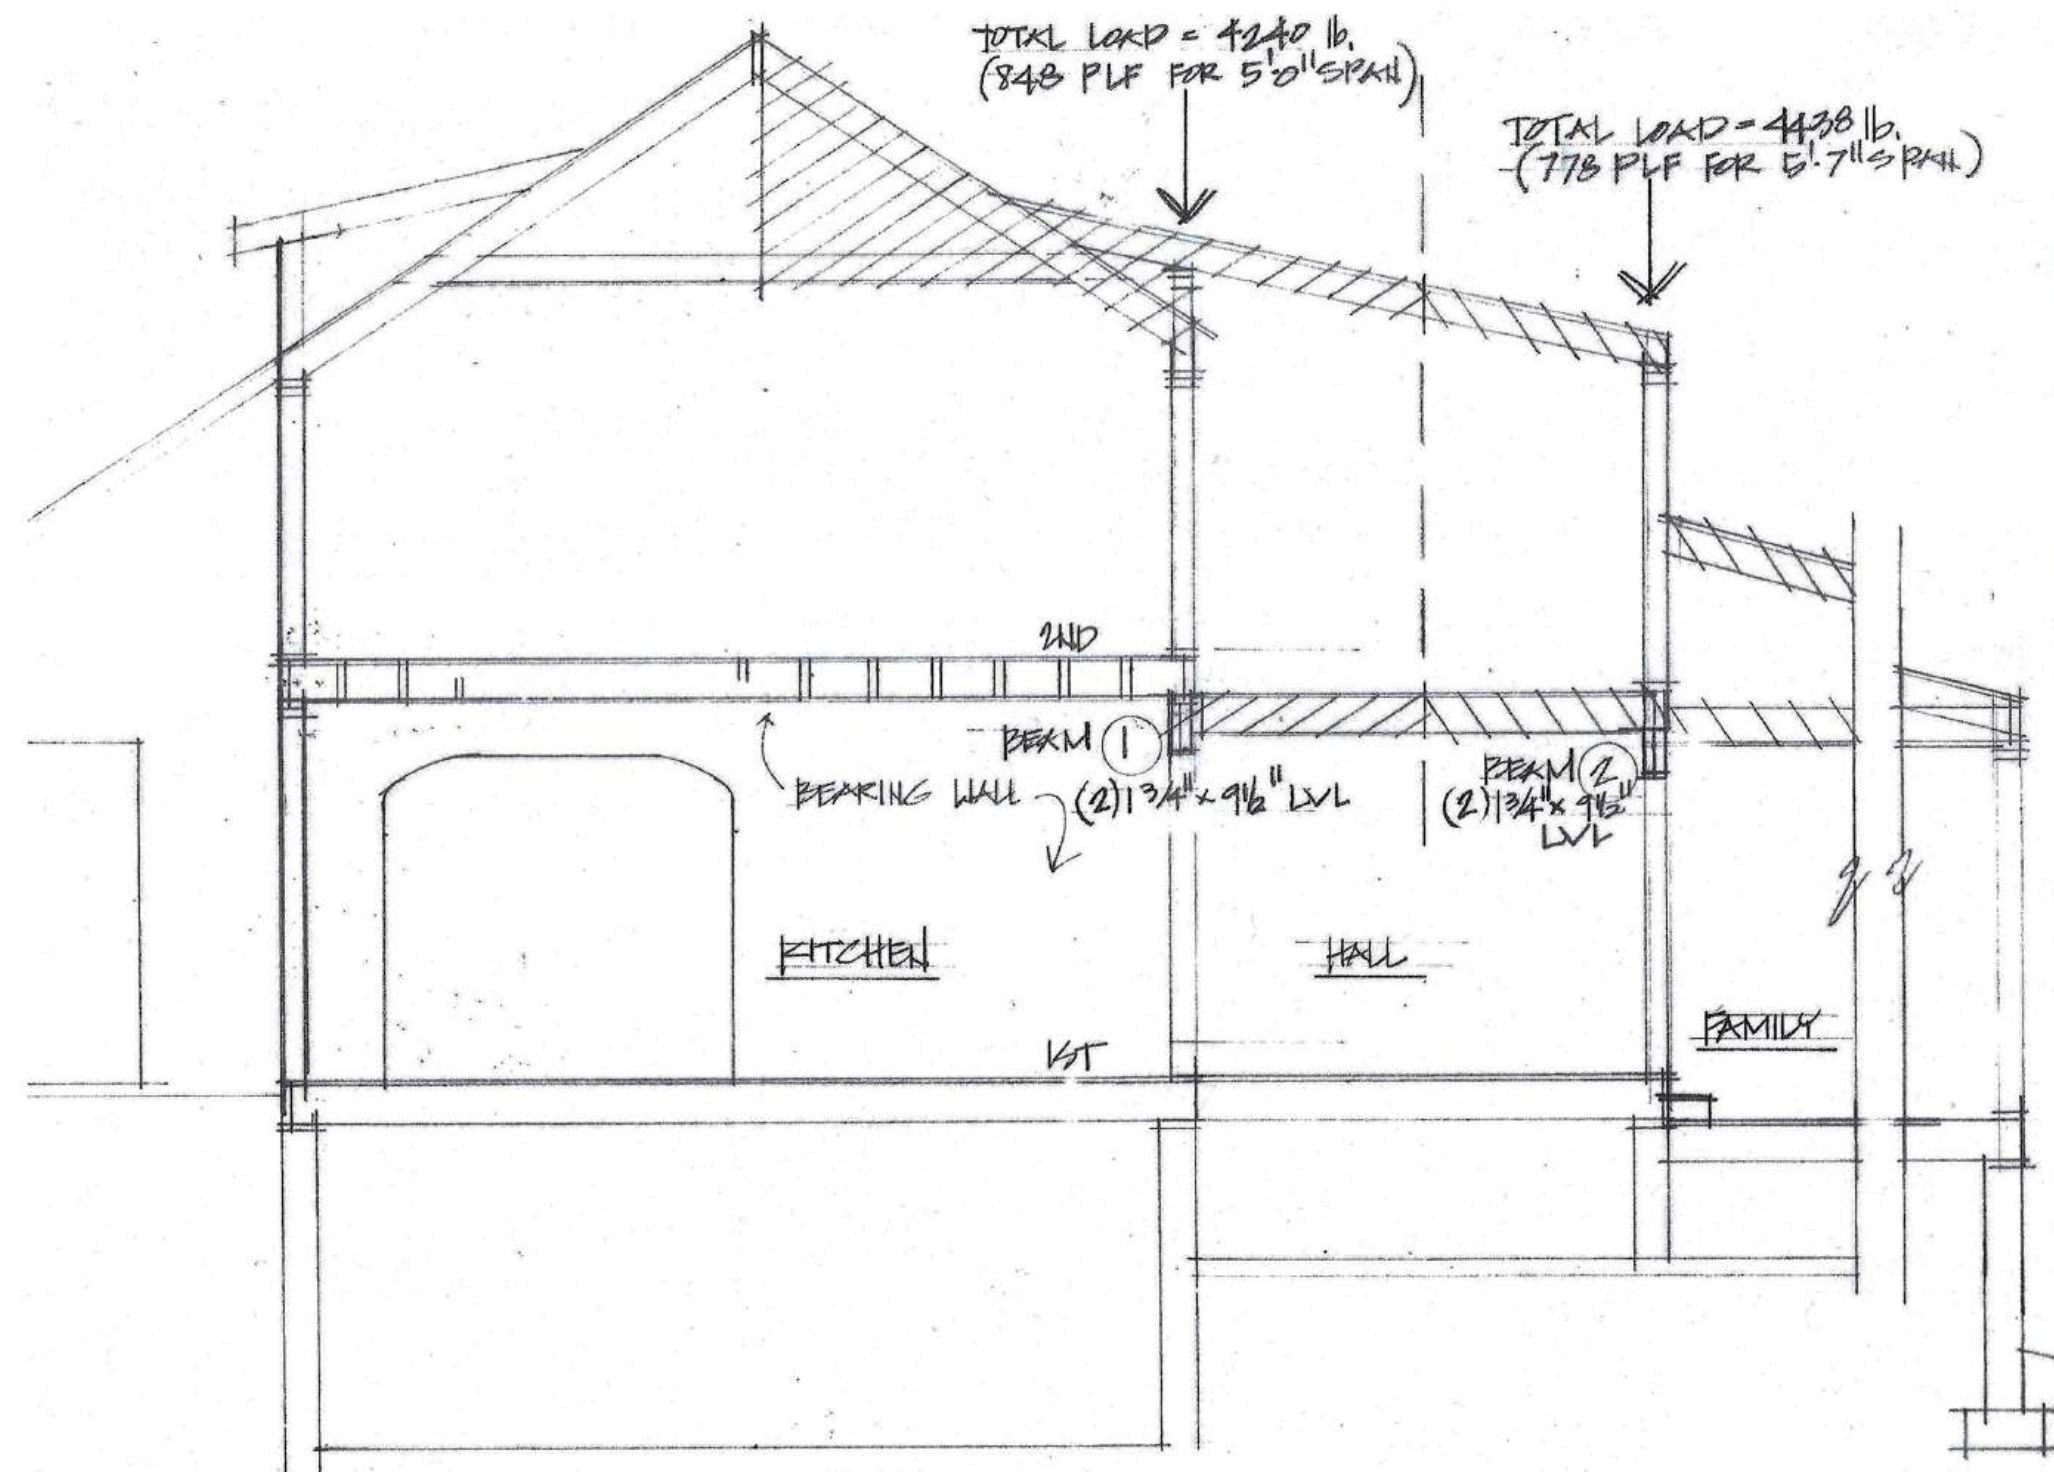 TOTAL LOAD = 4240 lb.
(848 PLF FOR 5'-0" SPAN)
TOTAL LOAD = 4438 lb.
(778 PLF FOR 5'-7" SPAN)
2ND
BEAM 1
(2) 1 3/4" x 9 1/2" LVL
BEARING WALL
BEAM 2
(2) 1 3/4" x 9 1/2"
LVL
KITCHEN
HALL
FAMILY
1ST